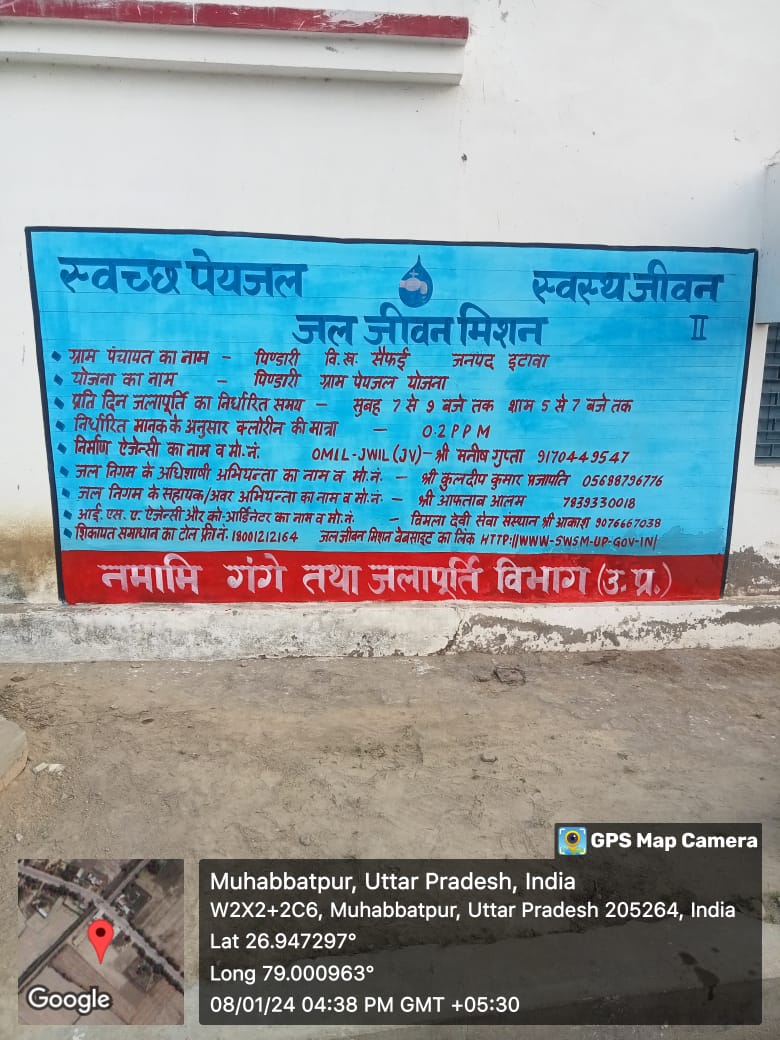 स्वच्छ पेयजल स्वस्थ जीवन
जल जीवन मिशन II
ग्राम पंचायत का नाम - पिण्डारी वि.ख. सैफई जनपद इटावा
योजना का नाम - पिण्डारी ग्राम पेयजल योजना
प्रति दिन जलापूर्ति का निर्धारित समय - सुबह 7 से 9 बजे तक शाम 5 से 7 बजे तक
निर्धारित मानक के अनुसार क्लोरीन की मात्रा - 0.2 PPM
निर्माण ऐजेन्सी का नाम व मो.नं. OMIL-JWIL (JV)- श्री मनीष गुप्ता 9170449547
जल निगम के अधिशाषी अभियन्ता का नाम व मो.नं. - श्री कुलदीप कुमार प्रजापति 05688796776
जल निगम के सहायक/अवर अभियन्ता का नाम व मो.नं - श्री आफताब आलम 7839330018
आई. एस. ए. ऐजेन्सी और को-आर्डिनेटर का नाम व मो.नं. - विमला देवी सेवा संस्थान श्री आकाश 9076667038
शिकायत समाधान का टोल फ्री नं. 18001212164 जल जीवन मिशन वेबसाइट का लिंक HTTP://WWW-SWSM-UP-GOV-IN/
नमामि गंगे तथा जलापूर्ति विभाग (उ.प्र.)
GPS Map Camera
Muhabbatpur, Uttar Pradesh, India
W2X2+2C6, Muhabbatpur, Uttar Pradesh 205264, India
Lat 26.947297°
Long 79.000963°
08/01/24 04:38 PM GMT +05:30
Google